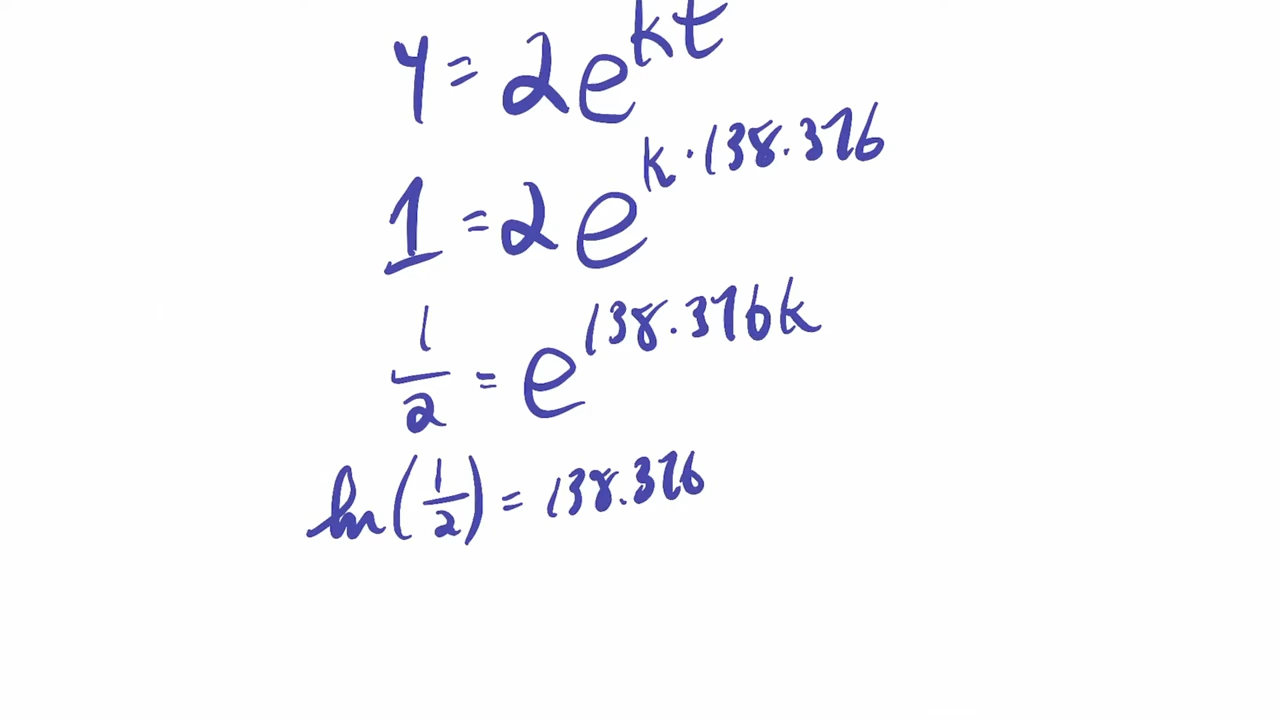 y = 2e^{kt}
1 = 2e^{k·138.376}
1/2 = e^{138.376k}
ln(1/2) = 138.376